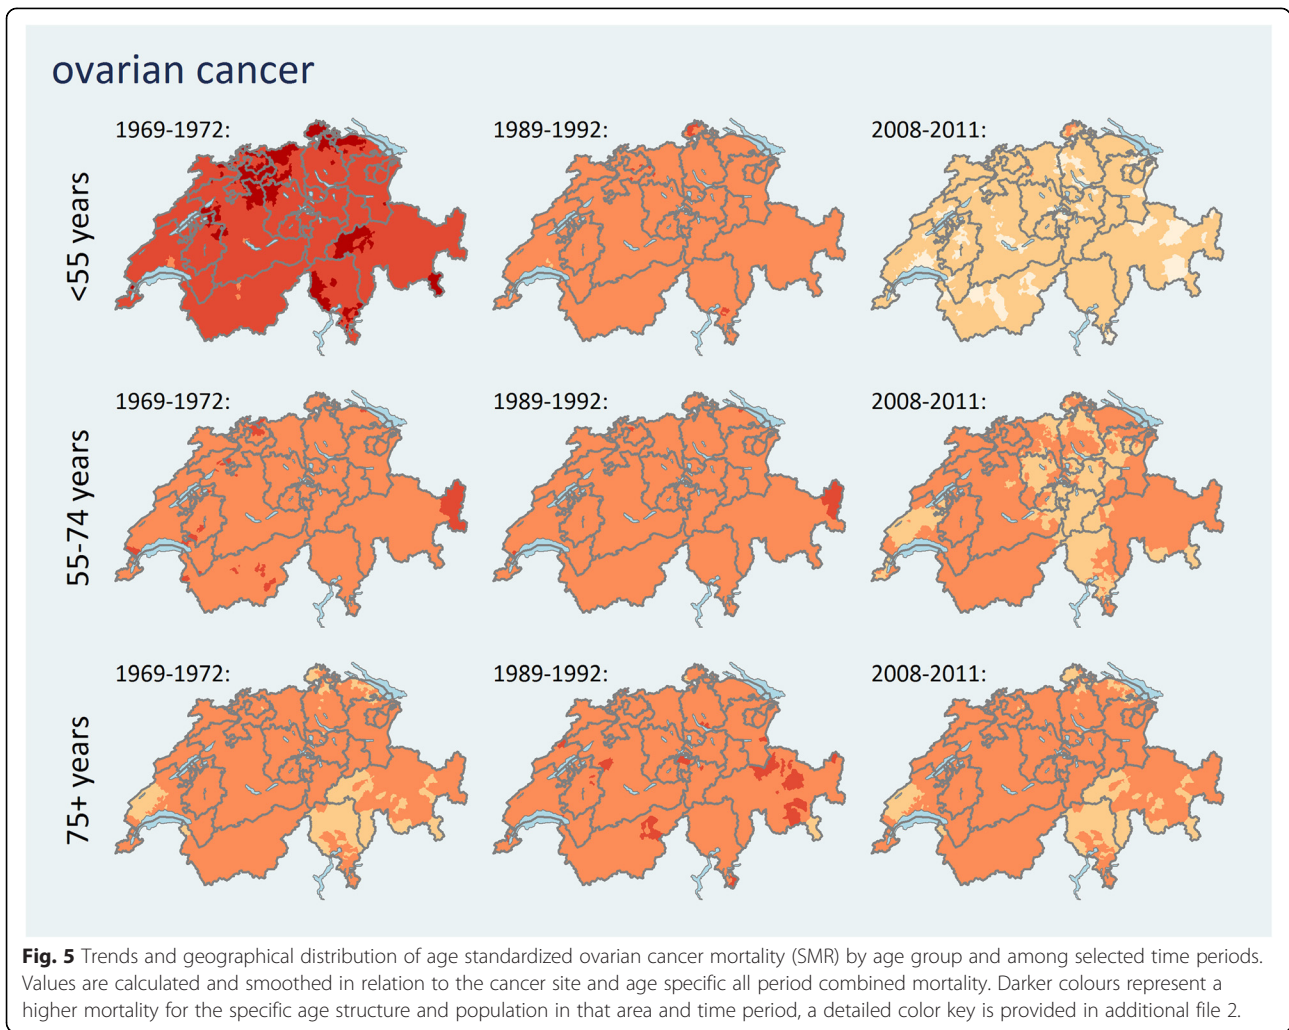 ovarian cancer
1969-1972:
1989-1992:
2008-2011:
<55 years
1969-1972:
1989-1992:
2008-2011:
55-74 years
1969-1972:
1989-1992:
2008-2011:
75+ years
Fig. 5 Trends and geographical distribution of age standardized ovarian cancer mortality (SMR) by age group and among selected time periods.
Values are calculated and smoothed in relation to the cancer site and age specific all period combined mortality. Darker colours represent a
higher mortality for the specific age structure and population in that area and time period, a detailed color key is provided in additional file 2.